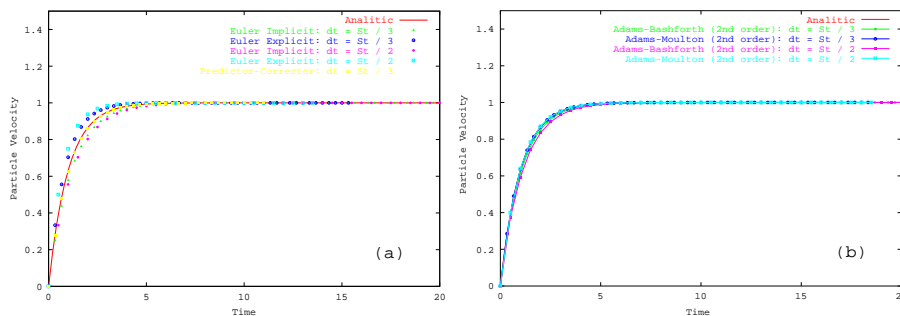 Analitic
Euler Implicit: dt = St / 3
Euler Explicit: dt = St / 3
Euler Implicit: dt = St / 2
Euler Explicit: dt = St / 2
Predictor-Corrector: dt = St / 3
1.4
1.2
1
0.8
0.6
0.4
0.2
0
Particle Velocity
0
5
10
15
20
Time
(a)
Analitic
Adams-Bashforth (2nd order): dt = St / 3
Adams-Moulton (2nd order): dt = St / 3
Adams-Bashforth (2nd order): dt = St / 2
Adams-Moulton (2nd order): dt = St / 2
1.4
1.2
1
0.8
0.6
0.4
0.2
0
Particle Velocity
0
5
10
15
Time
(b)